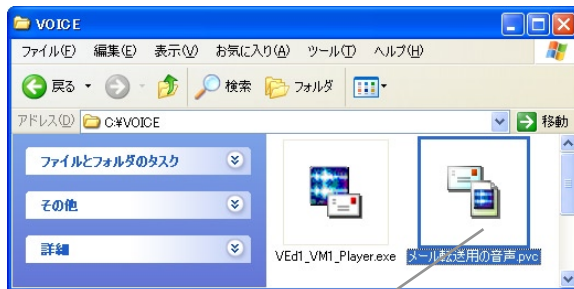 VOICE
ファイル(F) 編集(E) 表示(V) お気に入り(A) ツール(T) ヘルプ(H)
戻る 検索 フォルダ
アドレス(D) C:¥VOICE 移動
ファイルとフォルダのタスク
その他
詳細
VEd1_VM1_Player.exe メール転送用の音声.pvc